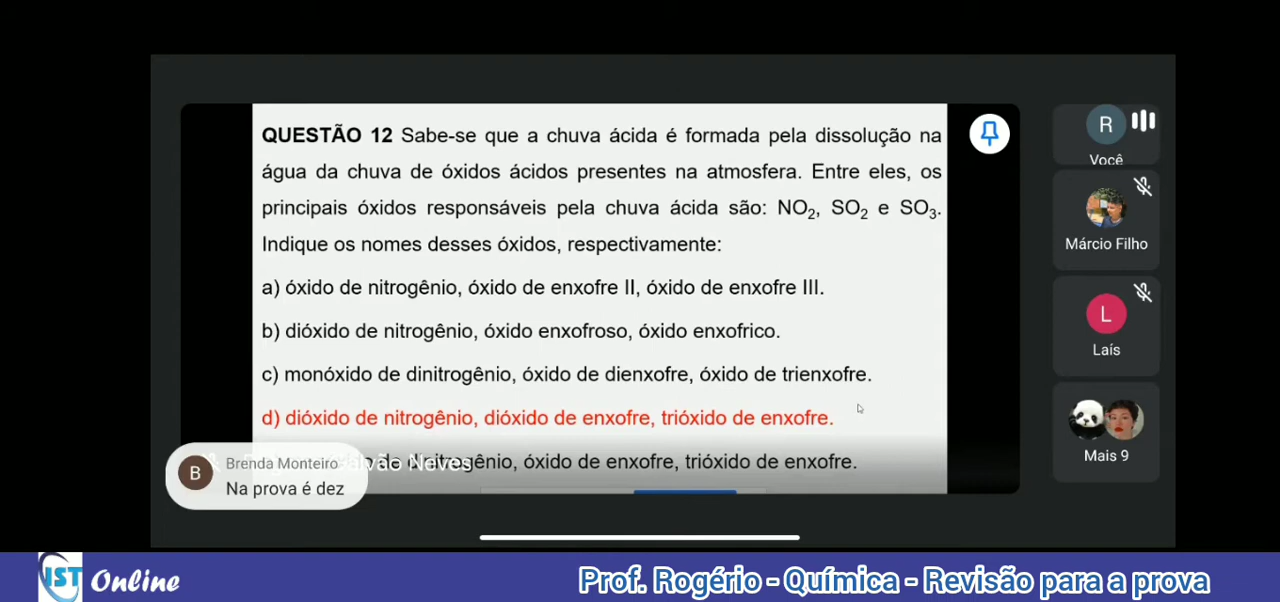 QUESTÃO 12 Sabe-se que a chuva ácida é formada pela dissolução na
água da chuva de óxidos ácidos presentes na atmosfera. Entre eles, os
principais óxidos responsáveis pela chuva ácida são: NO₂, SO₂ e SO₃.
Indique os nomes desses óxidos, respectivamente:
a) óxido de nitrogênio, óxido de enxofre II, óxido de enxofre III.
b) dióxido de nitrogênio, óxido enxofroso, óxido enxofrico.
c) monóxido de dinitrogênio, óxido de dienxofre, óxido de trienxofre.
d) dióxido de nitrogênio, dióxido de enxofre, trióxido de enxofre.
óxido de enxofre, trióxido de enxofre.
Neves
B
Brenda Monteiro
Na prova é dez
R
Você
Márcio Filho
L
Laís
Mais 9
IST Online
Prof. Rogério - Química - Revisão para a prova